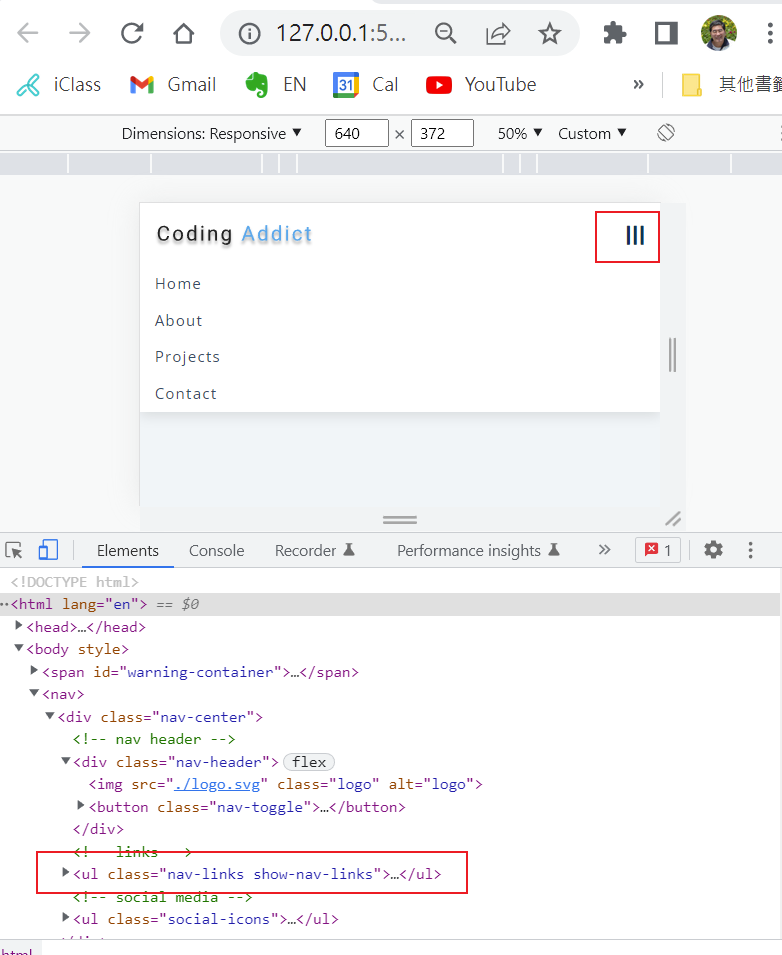 127.0.0.1:5...
iClass Gmail EN 31 Cal YouTube » 其他書籤
Dimensions: Responsive ▼ 640 × 372 50% ▼ Custom ▼
Coding Addict
Home
About
Projects
Contact
Elements Console Recorder Performance insights » 1
<!DOCTYPE html>
<html lang="en"> == $0
<head>…</head>
<body style>
<span id="warning-container">…</span>
<nav>
<div class="nav-center">
<!-- nav header -->
<div class="nav-header"> flex
<img src="./logo.svg" class="logo" alt="logo">
<button class="nav-toggle">…</button>
</div>
<!-- links -->
<ul class="nav-links show-nav-links">…</ul>
<!-- social media -->
<ul class="social-icons">…</ul>
</div>
html